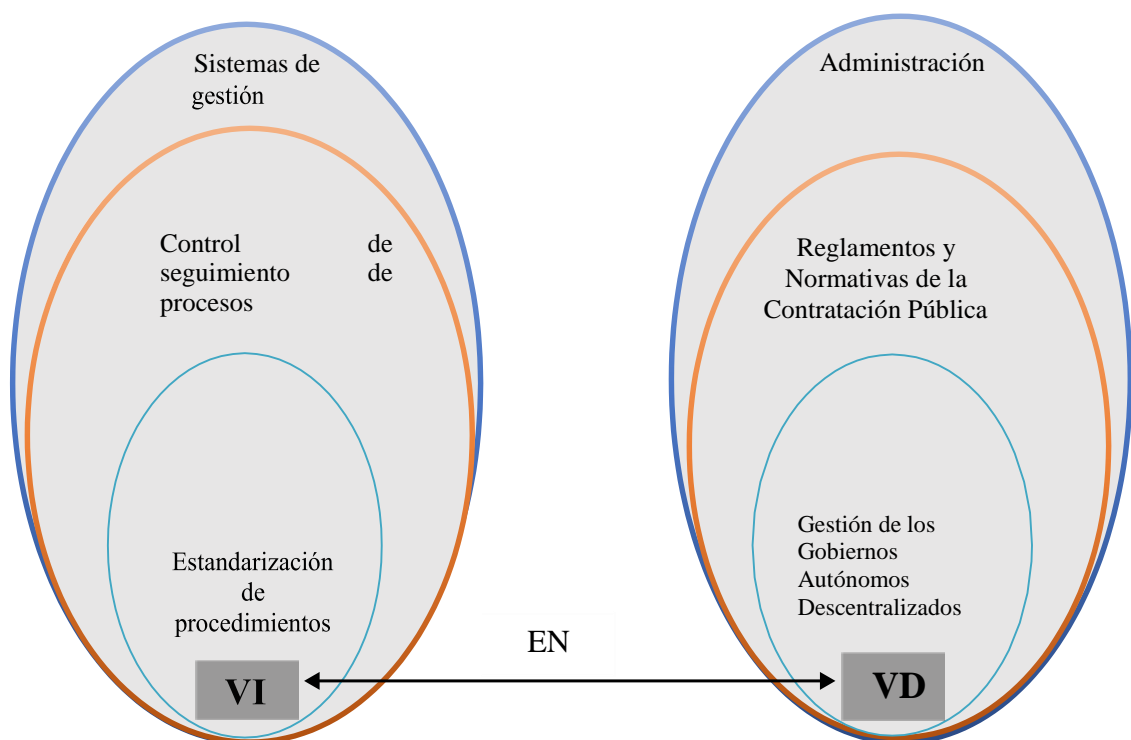 Sistemas de
gestión
Control de
seguimiento de
procesos
Estandarización
de
procedimientos
VI
EN
Administración
Reglamentos y
Normativas de la
Contratación Pública
Gestión de los
Gobiernos
Autónomos
Descentralizados
VD